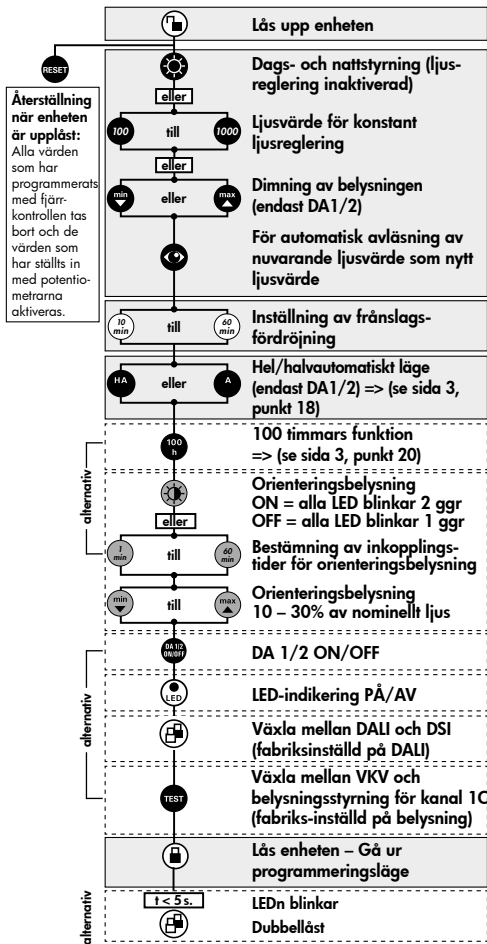 Lås upp enheten
RESET
Återställning
när enheten
är upplåst:
Alla värden
som har
programmerats
med fjärr-
kontrollen tas
bort och de
värden som
har ställts in
med potentio-
metrarna
aktiveras.
Dags- och nattstyrning (ljus-
reglering inaktiverad)
eller
100 till 1000
Ljusvärde för konstant
ljusreglering
eller
min eller max
Dimning av belysningen
(endast DA1/2)
För automatisk avläsning av
nuvarande ljusvärde som nytt
ljusvärde
10 min till 60 min
Inställning av frånslags-
fördröjning
HA eller A
Hel/halvautomatiskt läge
(endast DA1/2) => (se sida 3,
punkt 18)
alternativ
100 h
100 timmars funktion
=> (se sida 3, punkt 20)
Orienteringsbelysning
ON = alla LED blinkar 2 ggr
OFF = alla LED blinkar 1 ggr
eller
1 min till 60 min
Bestämning av inkopplings-
tider för orienteringsbelysning
min till max
Orienteringsbelysning
10 – 30% av nominellt ljus
alternativ
DA 1/2 ON/OFF
DA 1/2 ON/OFF
LED
LED-indikering PÅ/AV
Växla mellan DALI och DSI
(fabriksinställd på DALI)
TEST
Växla mellan VKV och
belysningsstyrning för kanal 1C
(fabriks-inställd på belysning)
Lås enheten – Gå ur
programmeringsläge
alternativ
t < 5 s.
LEDn blinkar
Dubbellåst